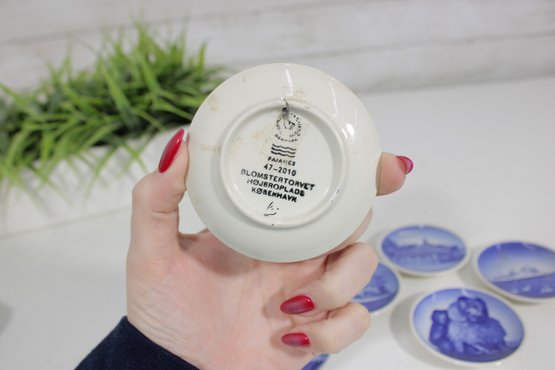 FAJANCE
47-2010
BLOMSTERTORVET
HØJBROPLADS
KØBENHAVN